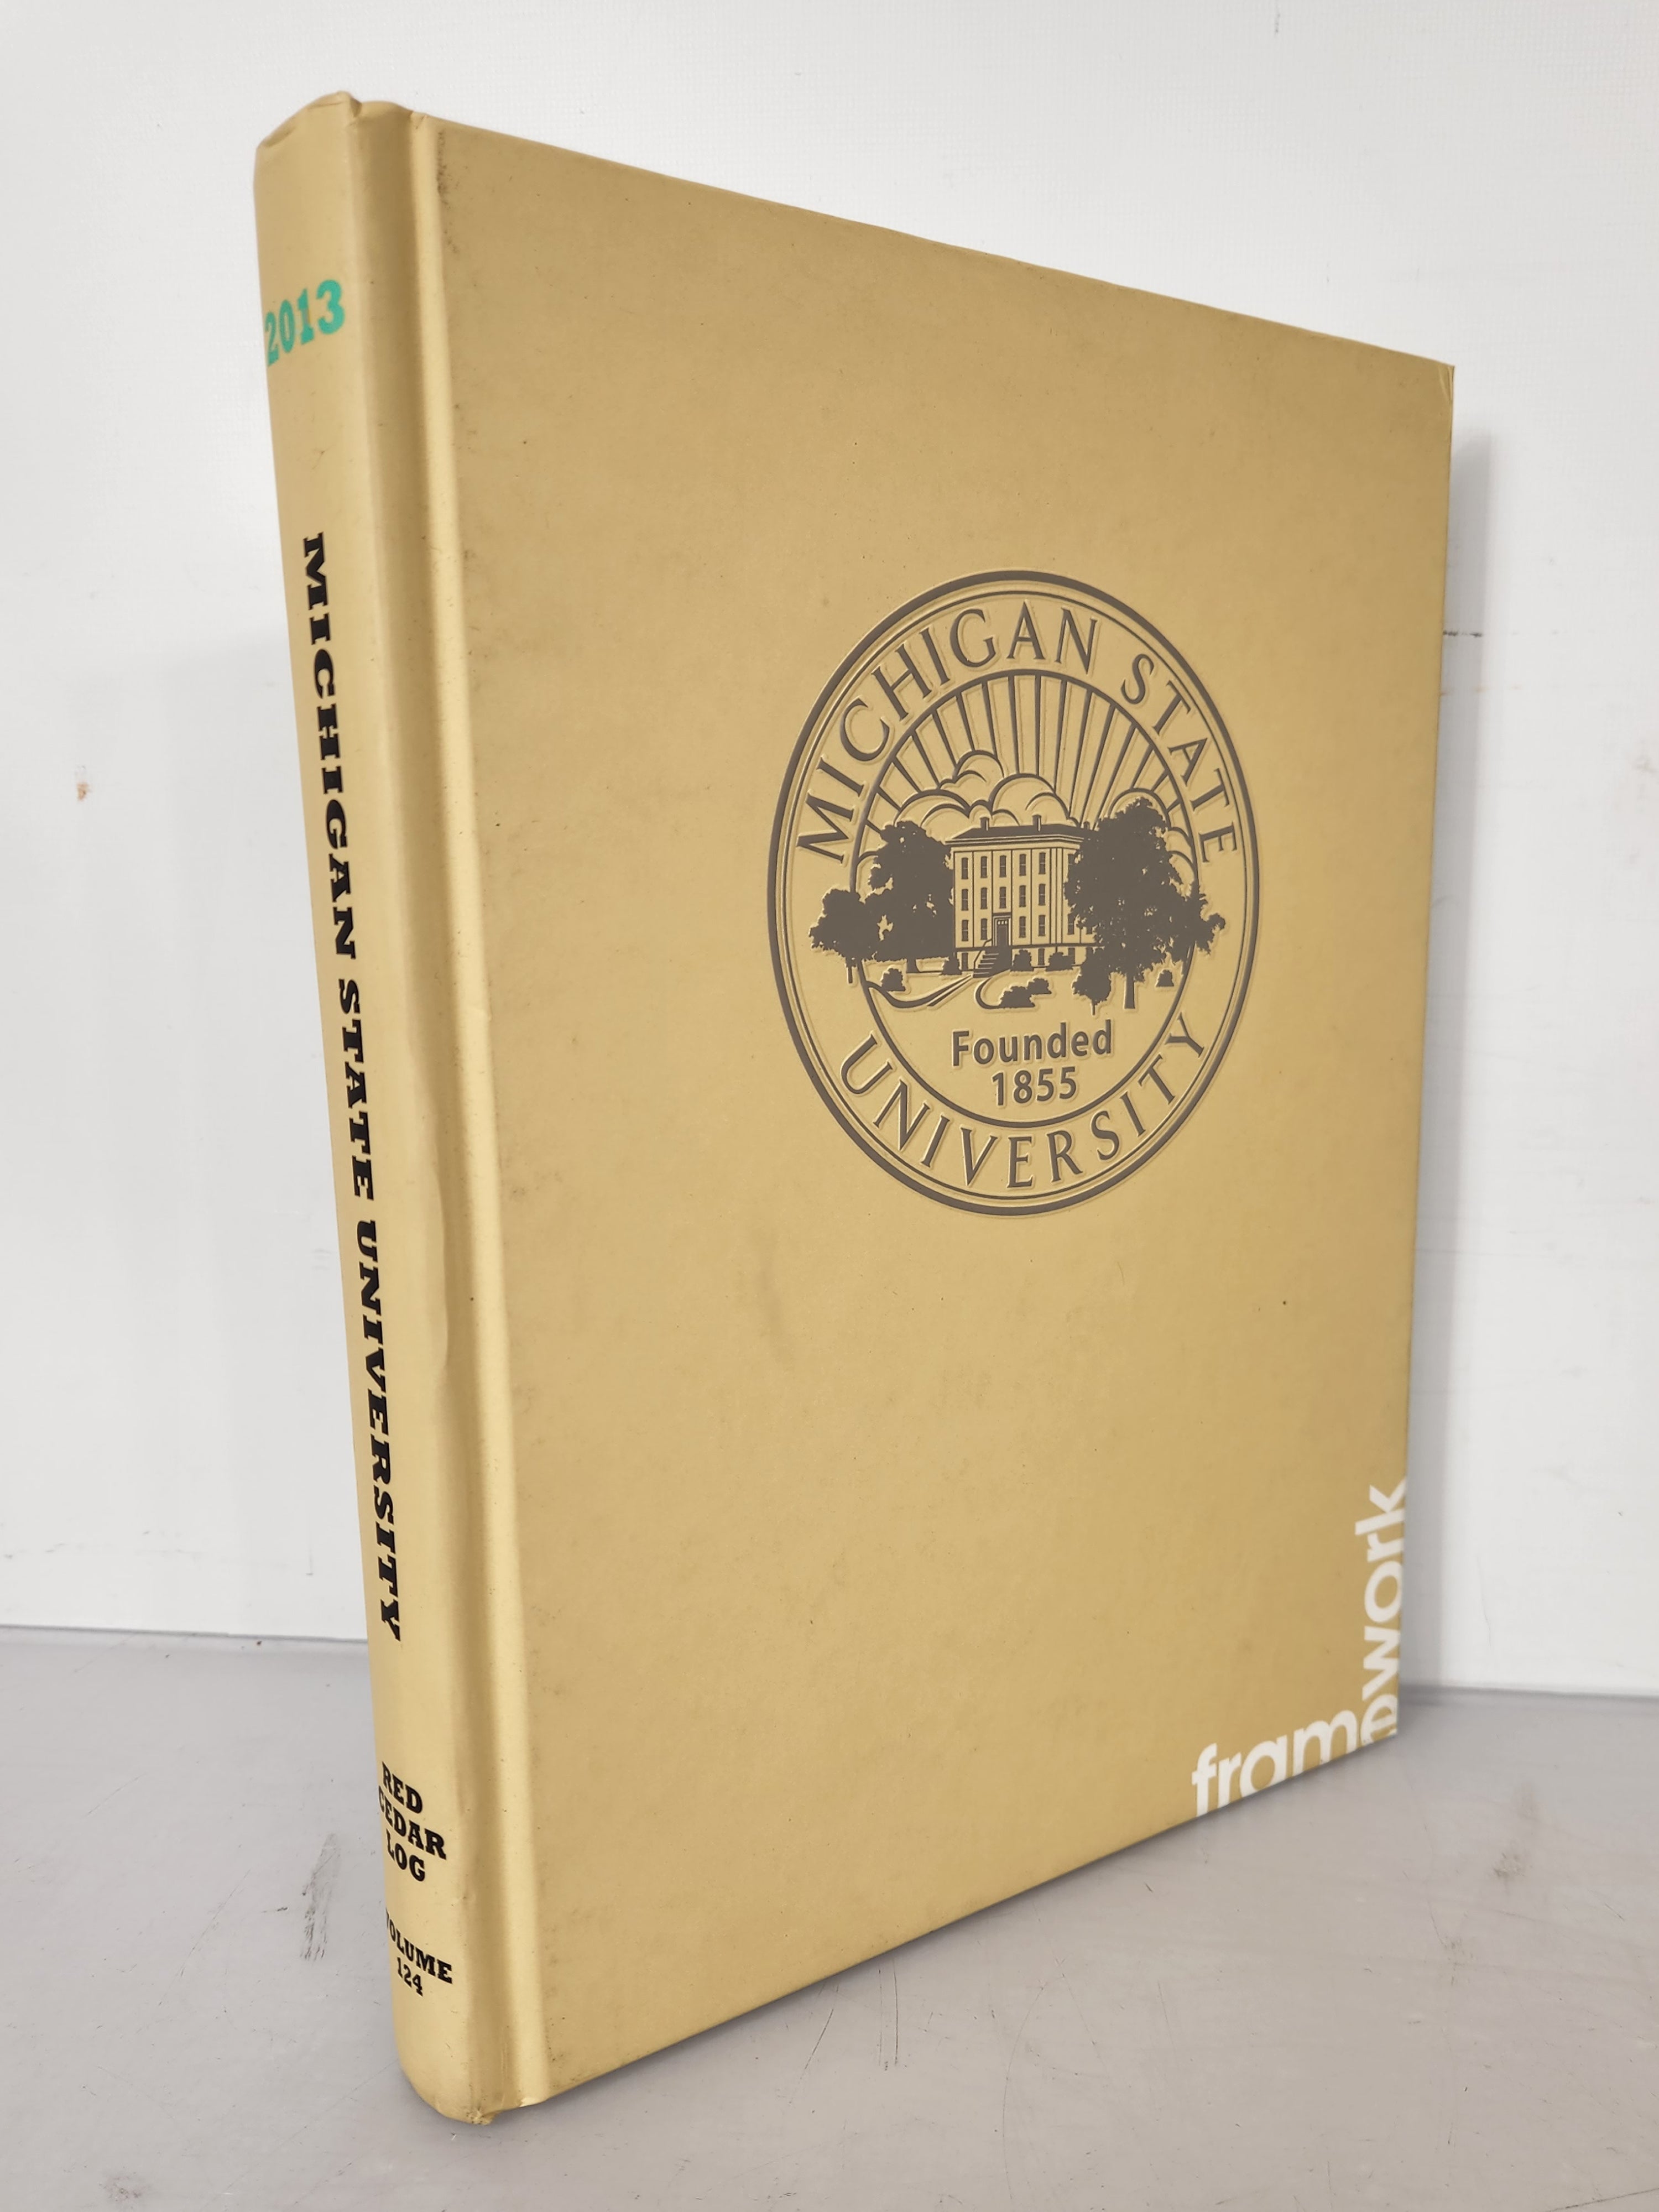 2013
MICHIGAN STATE UNIVERSITY
RED
CEDAR
LOG
VOLUME
124
MICHIGAN STATE
Founded
1855
UNIVERSITY
framework